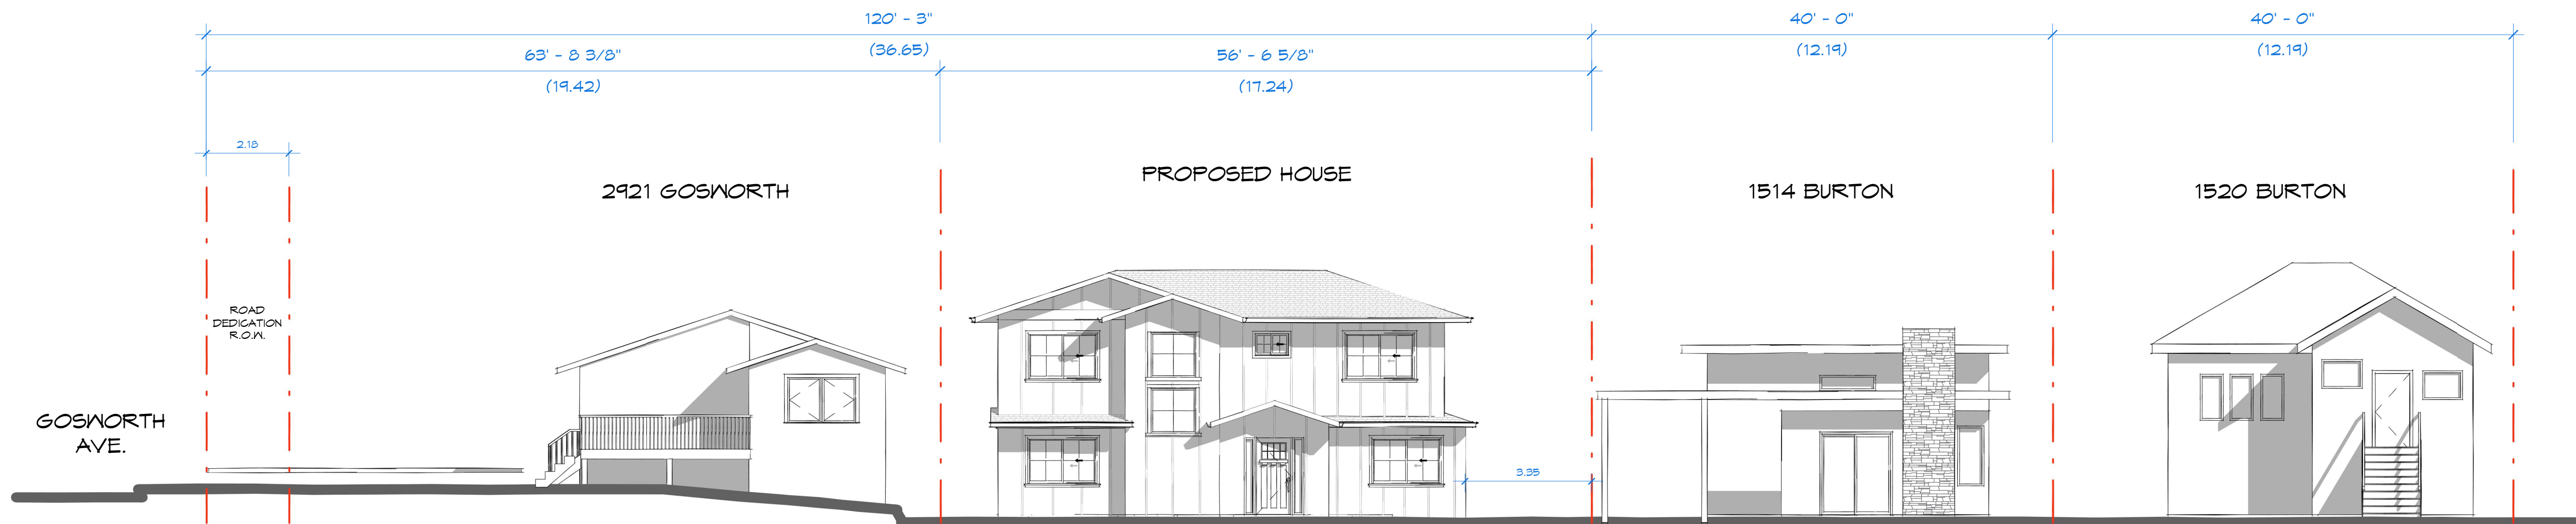 120' - 3"
(36.65)
40' - 0"
(12.19)
40' - 0"
(12.19)
63' - 8 3/8"
(19.42)
56' - 6 5/8"
(17.24)
2.18
2921 GOSWORTH
PROPOSED HOUSE
1514 BURTON
1520 BURTON
ROAD
DEDICATION
R.O.W.
GOSWORTH
AVE.
3.35